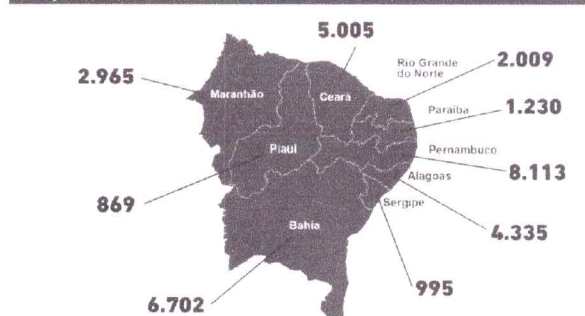 5.005
Rio Grande
do Norte
2.009
2.965
Maranhão
Ceará
Paraíba
1.230
Piauí
Pernambuco
8.113
Alagoas
869
Sergipe
4.335
Bahia
995
6.702